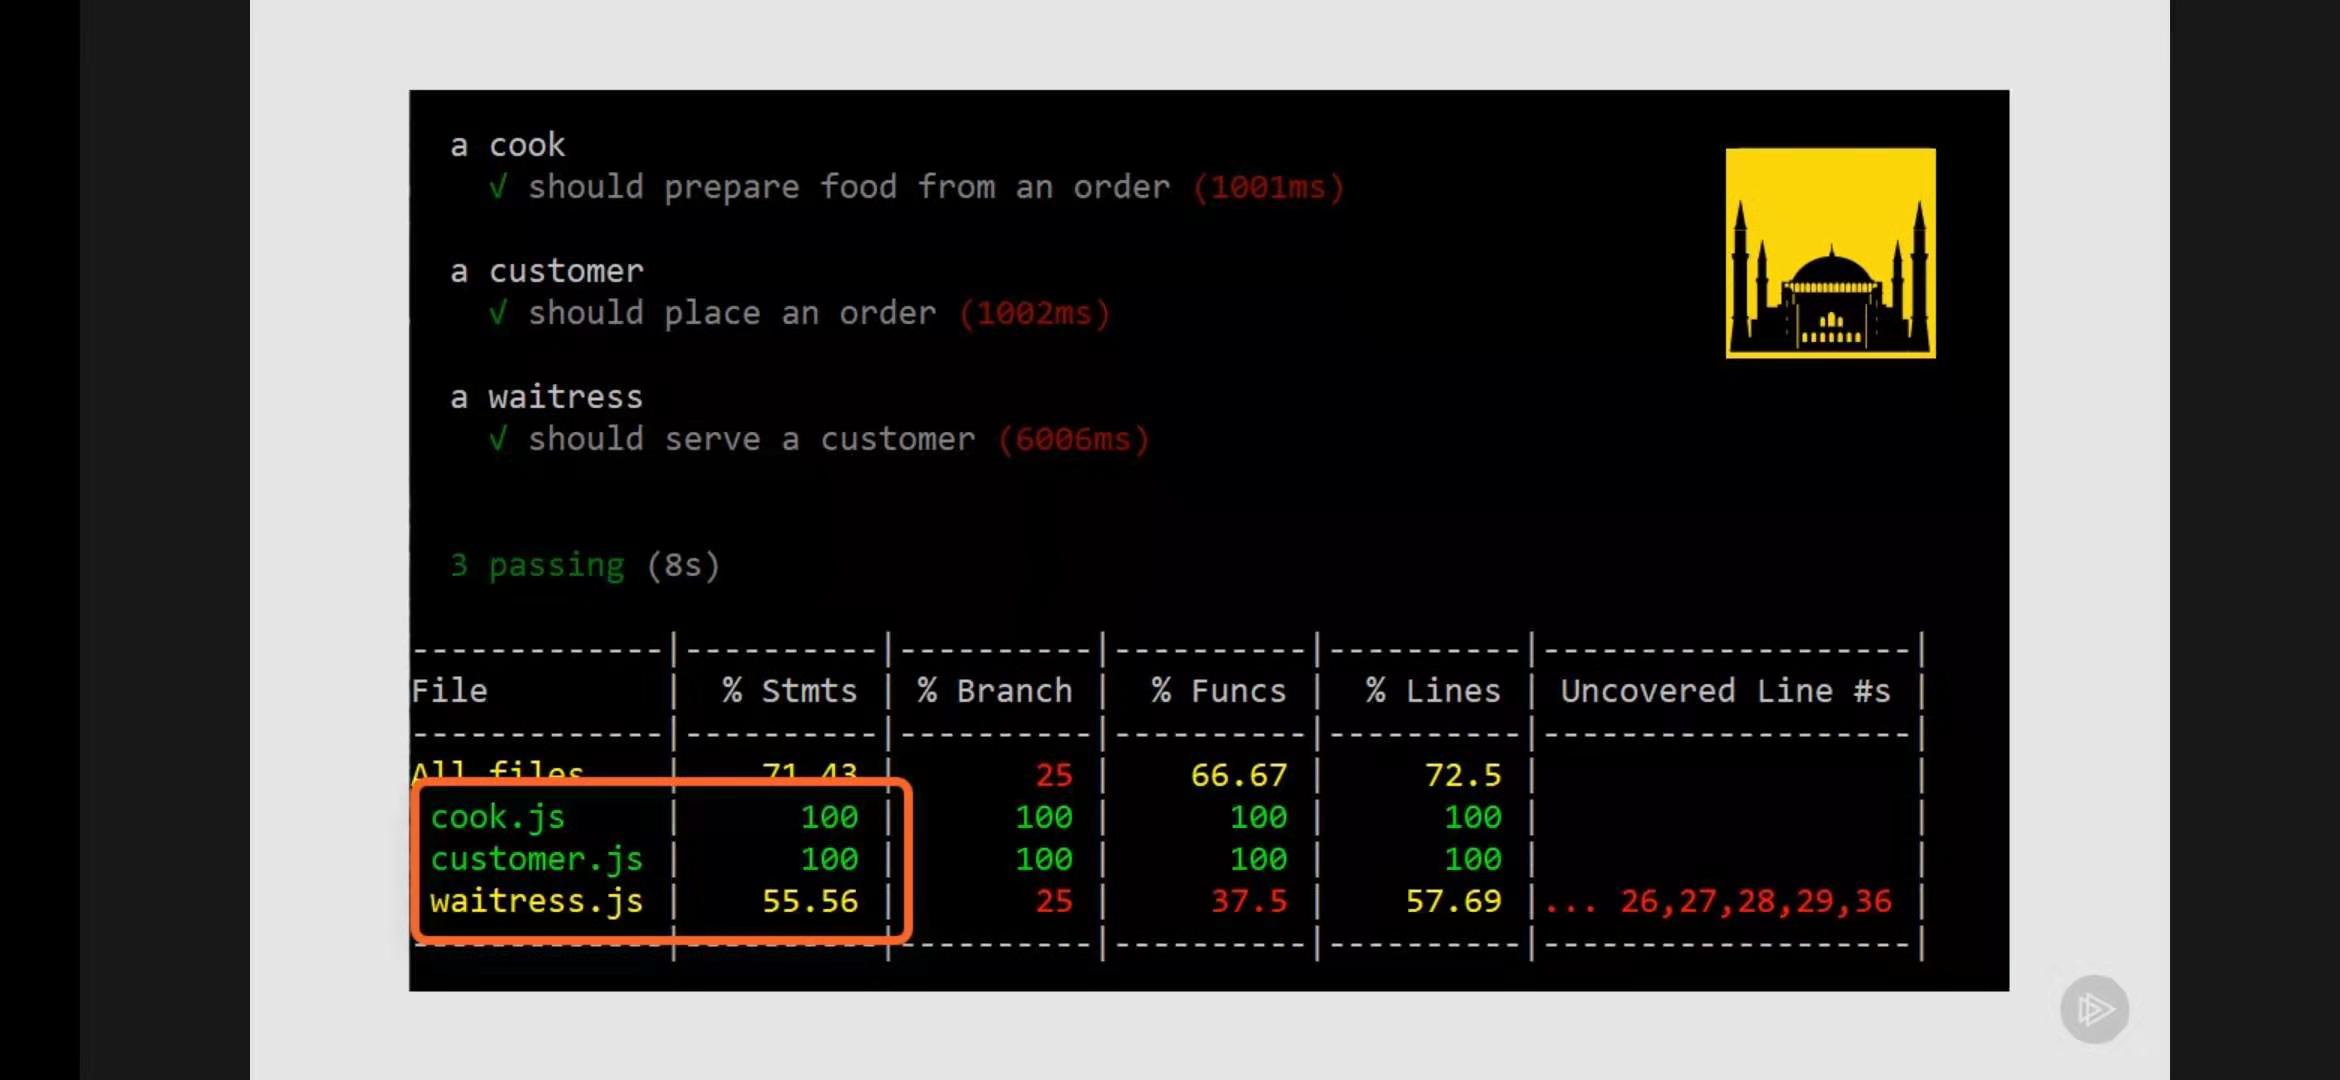 a cook
√ should prepare food from an order (1001ms)
a customer
√ should place an order (1002ms)
a waitress
√ should serve a customer (6006ms)
3 passing (8s)
-------------|----------|----------|----------|----------|-------------------|
File | % Stmts | % Branch | % Funcs | % Lines | Uncovered Line #s |
-------------|----------|----------|----------|----------|-------------------|
All files | 71.43 | 25 | 66.67 | 72.5 | |
cook.js | 100 | 100 | 100 | 100 | |
customer.js | 100 | 100 | 100 | 100 | |
waitress.js | 55.56 | 25 | 37.5 | 57.69 |... 26,27,28,29,36 |
-------------|----------|----------|----------|----------|-------------------|